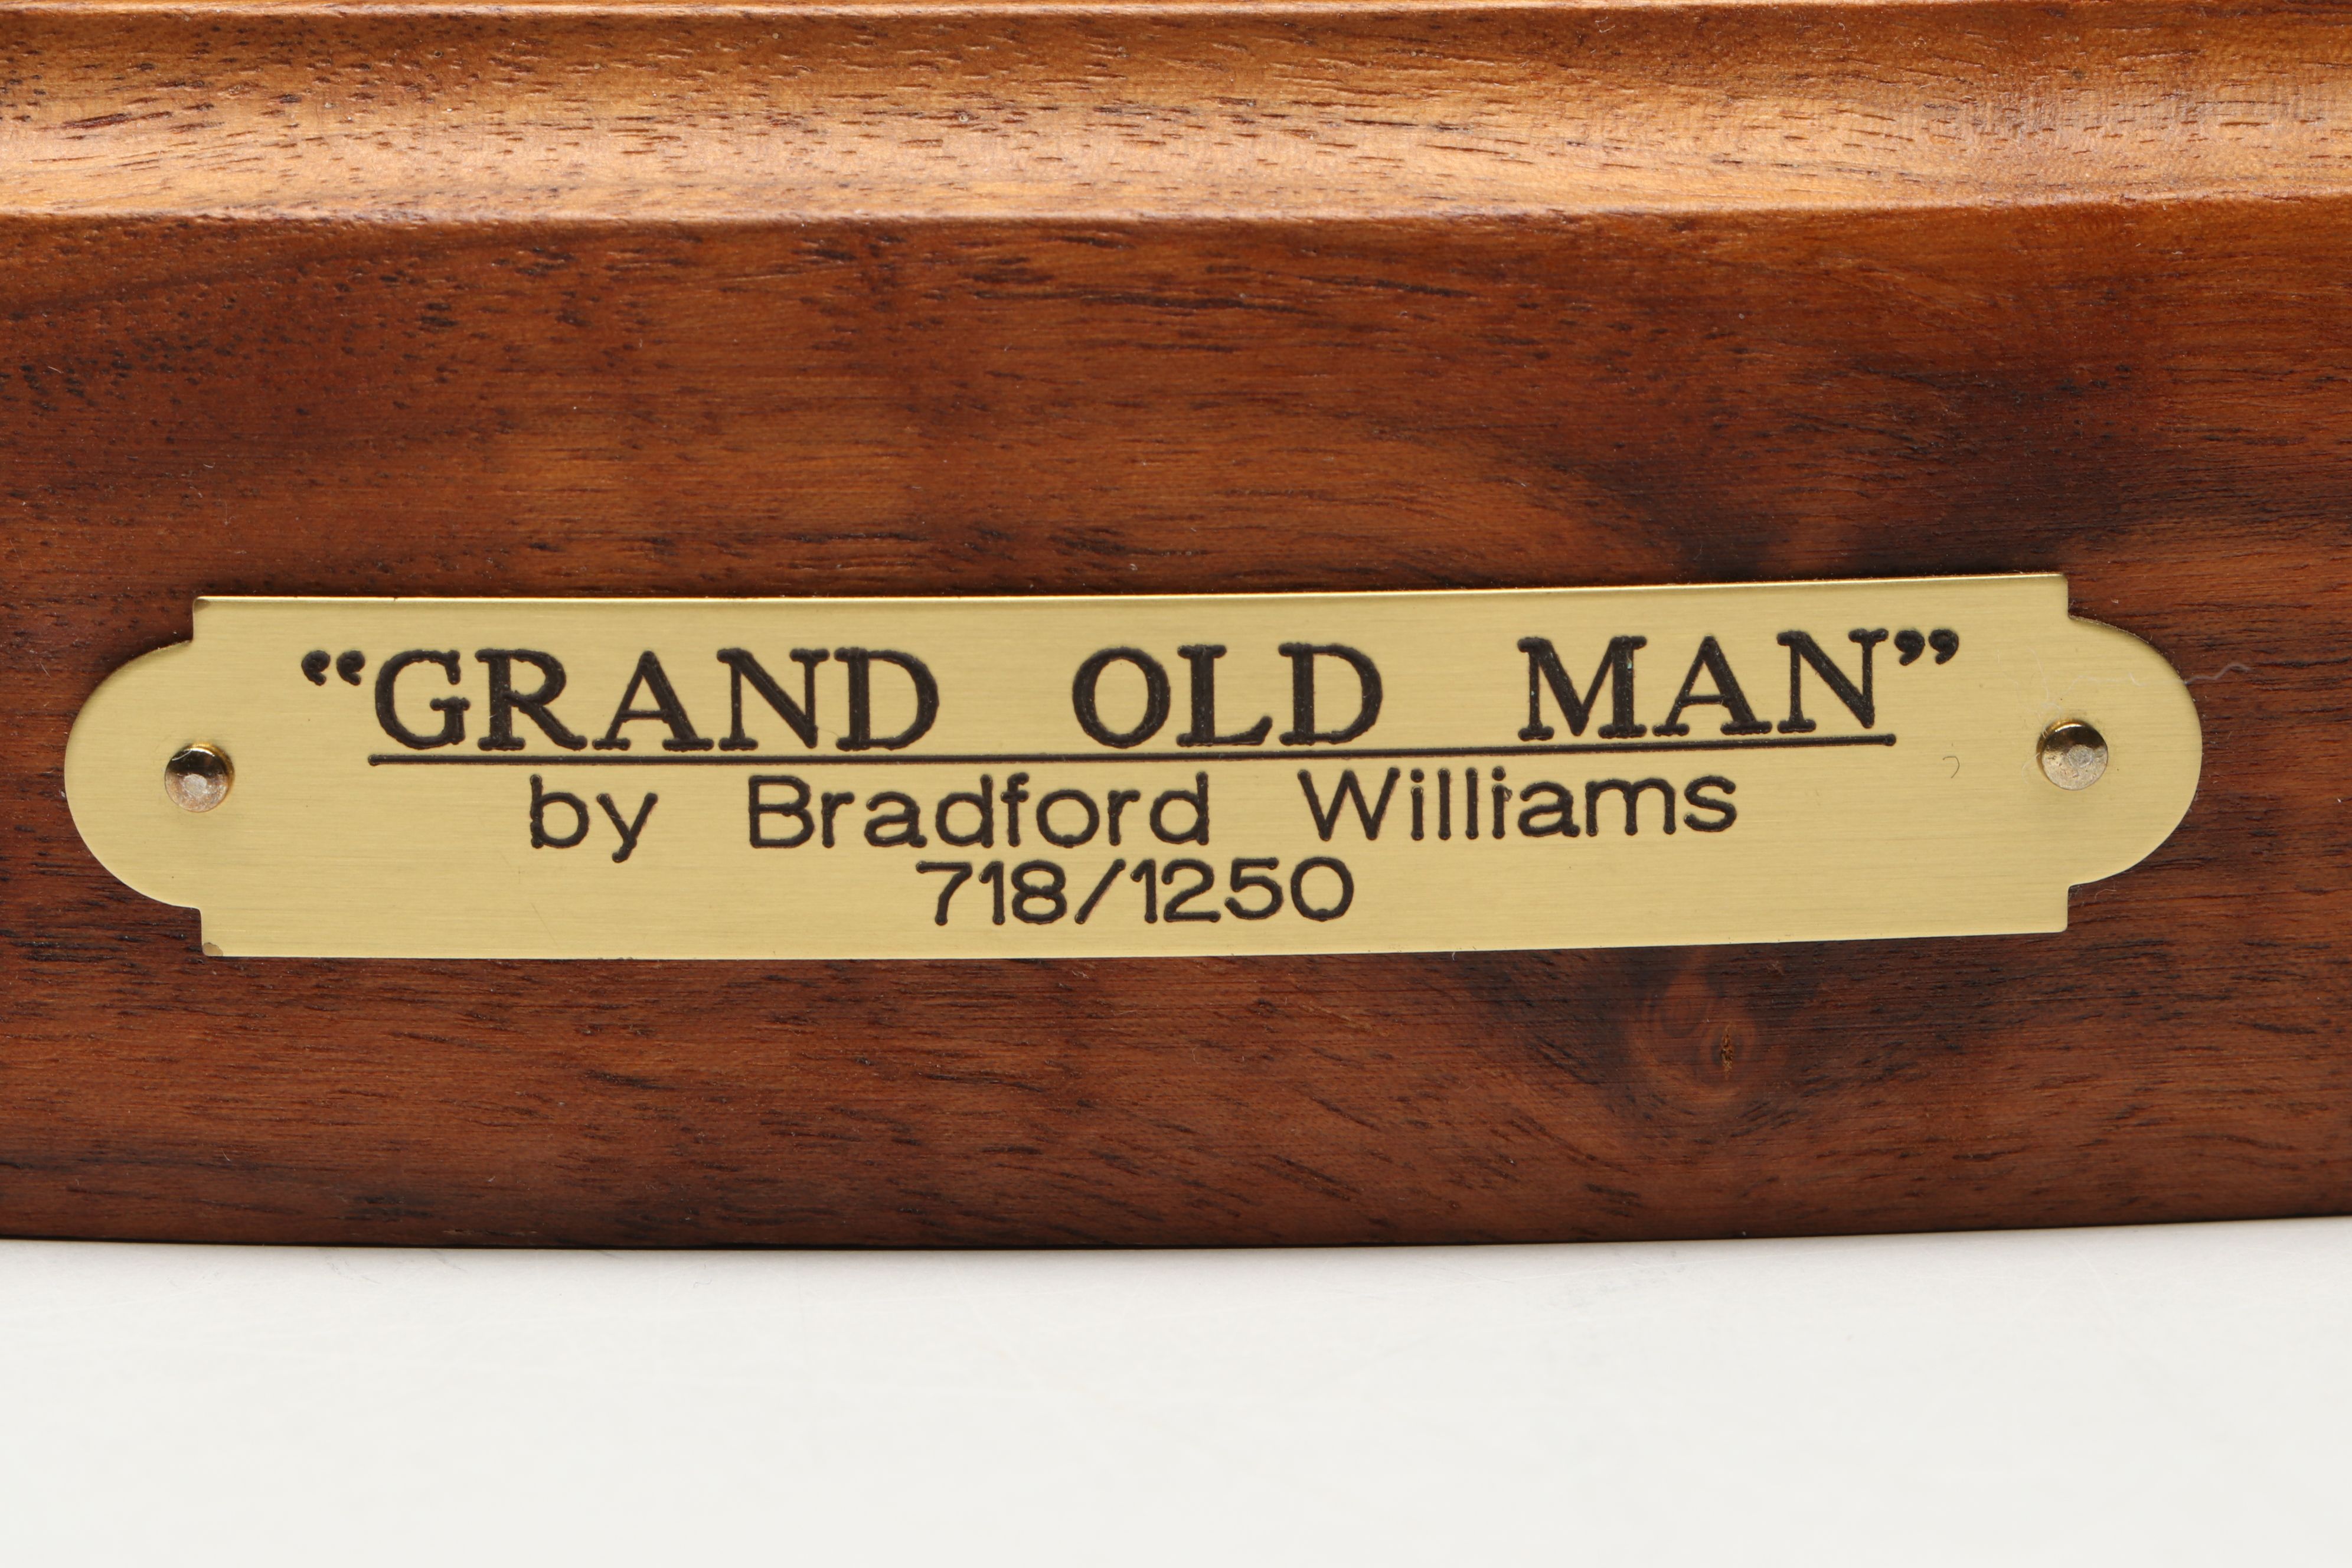 “GRAND OLD MAN”
by Bradford Williams
718/1250